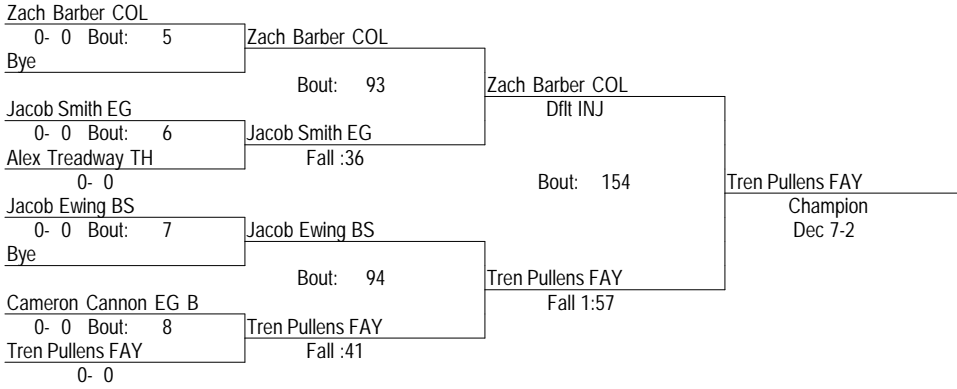 Zach Barber COL
0- 0 Bout: 5
Zach Barber COL
Bye
Bout: 93
Zach Barber COL
Dflt INJ
Jacob Smith EG
0- 0 Bout: 6
Jacob Smith EG
Alex Treadway TH
Fall :36
0- 0
Bout: 154
Tren Pullens FAY
Champion
Dec 7-2
Jacob Ewing BS
0- 0 Bout: 7
Jacob Ewing BS
Bye
Bout: 94
Tren Pullens FAY
Fall 1:57
Cameron Cannon EG B
0- 0 Bout: 8
Tren Pullens FAY
Tren Pullens FAY
Fall :41
0- 0